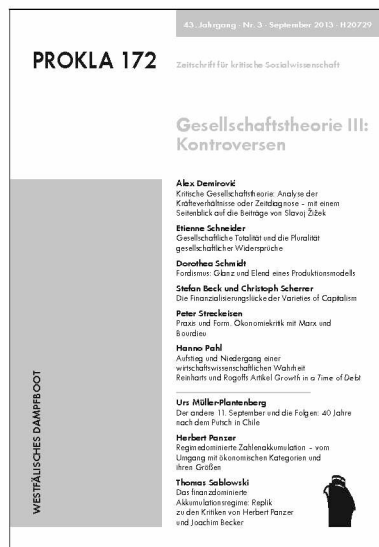 43. Jahrgang · Nr. 3 · September 2013 · H20729
PROKLA 172
Zeitschrift für kritische Sozialwissenschaft
Gesellschaftstheorie III:
Kontroversen
Alex Demirović
Kritische Gesellschaftstheorie: Analyse der
Kräfteverhältnisse oder Zeitdiagnose – mit einem
Seitenblick auf die Beiträge von Slavoj Žižek
Etienne Schneider
Gesellschaftliche Totalität und die Pluralität
gesellschaftlicher Widersprüche
Dorothea Schmidt
Fordismus: Glanz und Elend eines Produktionsmodells
Stefan Beck und Christoph Scherrer
Die Finanzialisierungslücke der Varieties of Capitalism
Peter Streckeisen
Praxis und Form. Ökonomiekritik mit Marx und
Bourdieu
Hanno Pahl
Aufstieg und Niedergang einer
wirtschaftswissenschaftlichen Wahrheit
Reinharts und Rogoffs Artikel Growth in a Time of Debt
Urs Müller-Plantenberg
Der andere 11. September und die Folgen: 40 Jahre
nach dem Putsch in Chile
Herbert Panzer
Regimedominierte Zahlenakkumulation – vom
Umgang mit ökonomischen Kategorien und
ihren Größen
Thomas Sablowski
Das finanzdominierte
Akkumulationsregime: Replik
zu den Kritiken von Herbert Panzer
und Joachim Becker
WESTFÄLISCHES DAMPFBOOT